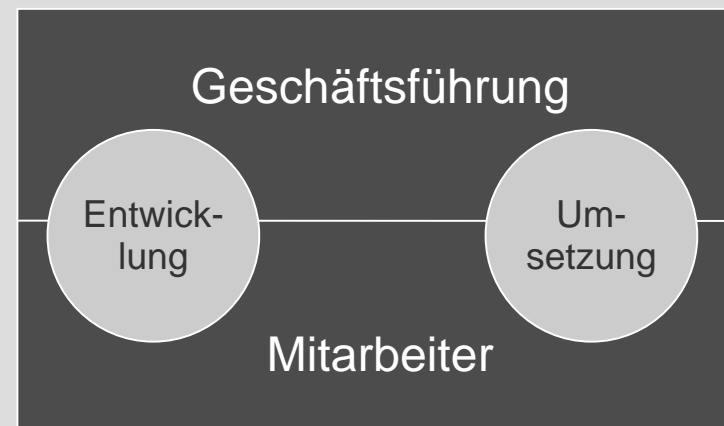 Geschäftsführung
Entwick-
lung
Um-
setzung
Mitarbeiter